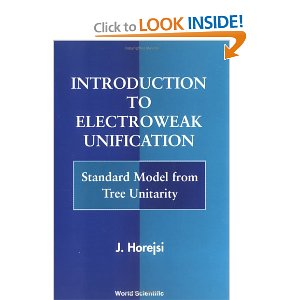 Click to
LOOK INSIDE!
INTRODUCTION
TO
ELECTROWEAK
UNIFICATION
Standard Model from
Tree Unitarity
J. Horejsi
World Scientific